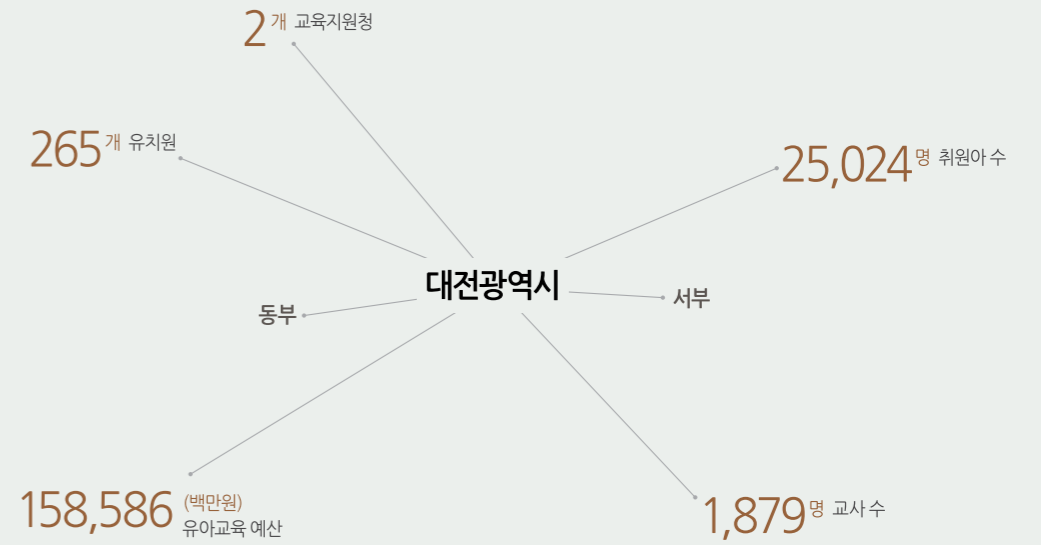 2개 교육지원청
265개 유치원
25,024명 취원아 수
대전광역시
동부
서부
158,586 (백만원)
유아교육 예산
1,879명 교사 수